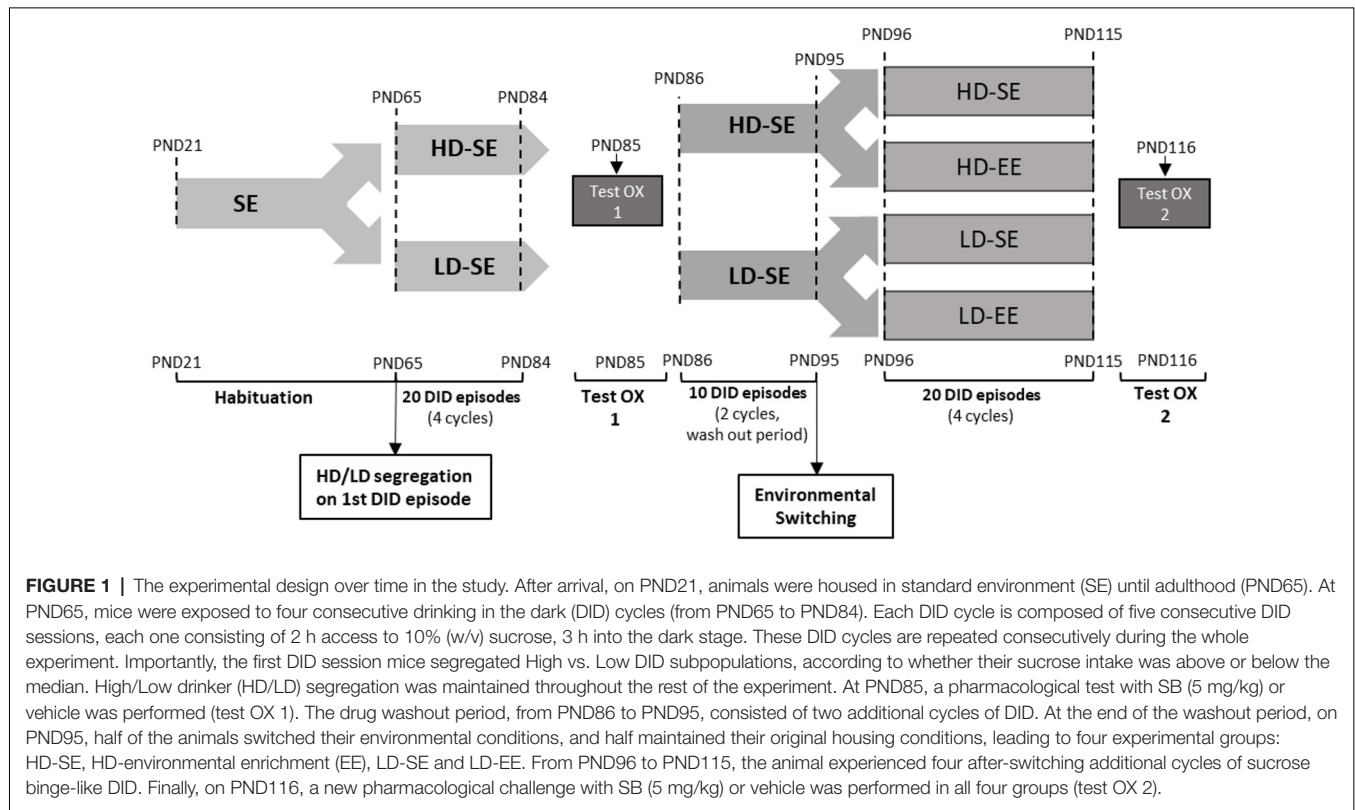 PND96 PND115
PND86 PND95
HD-SE
PND65 PND84
HD-SE
PND21
HD-SE
PND85
HD-EE
PND116
SE
Test OX
1
Test OX
2
LD-SE
LD-SE
LD-SE
LD-EE
PND21 PND65 PND84 PND85 PND86 PND95 PND96 PND115 PND116
Habituation
20 DID episodes
(4 cycles)
Test OX
1
10 DID episodes
(2 cycles,
wash out period)
20 DID episodes
(4 cycles)
Test OX
2
HD/LD segregation
on 1st DID episode
Environmental
Switching
FIGURE 1 | The experimental design over time in the study. After arrival, on PND21, animals were housed in standard environment (SE) until adulthood (PND65). At
PND65, mice were exposed to four consecutive drinking in the dark (DID) cycles (from PND65 to PND84). Each DID cycle is composed of five consecutive DID
sessions, each one consisting of 2 h access to 10% (w/v) sucrose, 3 h into the dark stage. These DID cycles are repeated consecutively during the whole
experiment. Importantly, the first DID session mice segregated High vs. Low DID subpopulations, according to whether their sucrose intake was above or below the
median. High/Low drinker (HD/LD) segregation was maintained throughout the rest of the experiment. At PND85, a pharmacological test with SB (5 mg/kg) or
vehicle was performed (test OX 1). The drug washout period, from PND86 to PND95, consisted of two additional cycles of DID. At the end of the washout period, on
PND95, half of the animals switched their environmental conditions, and half maintained their original housing conditions, leading to four experimental groups:
HD-SE, HD-environmental enrichment (EE), LD-SE and LD-EE. From PND96 to PND115, the animal experienced four after-switching additional cycles of sucrose
binge-like DID. Finally, on PND116, a new pharmacological challenge with SB (5 mg/kg) or vehicle was performed in all four groups (test OX 2).